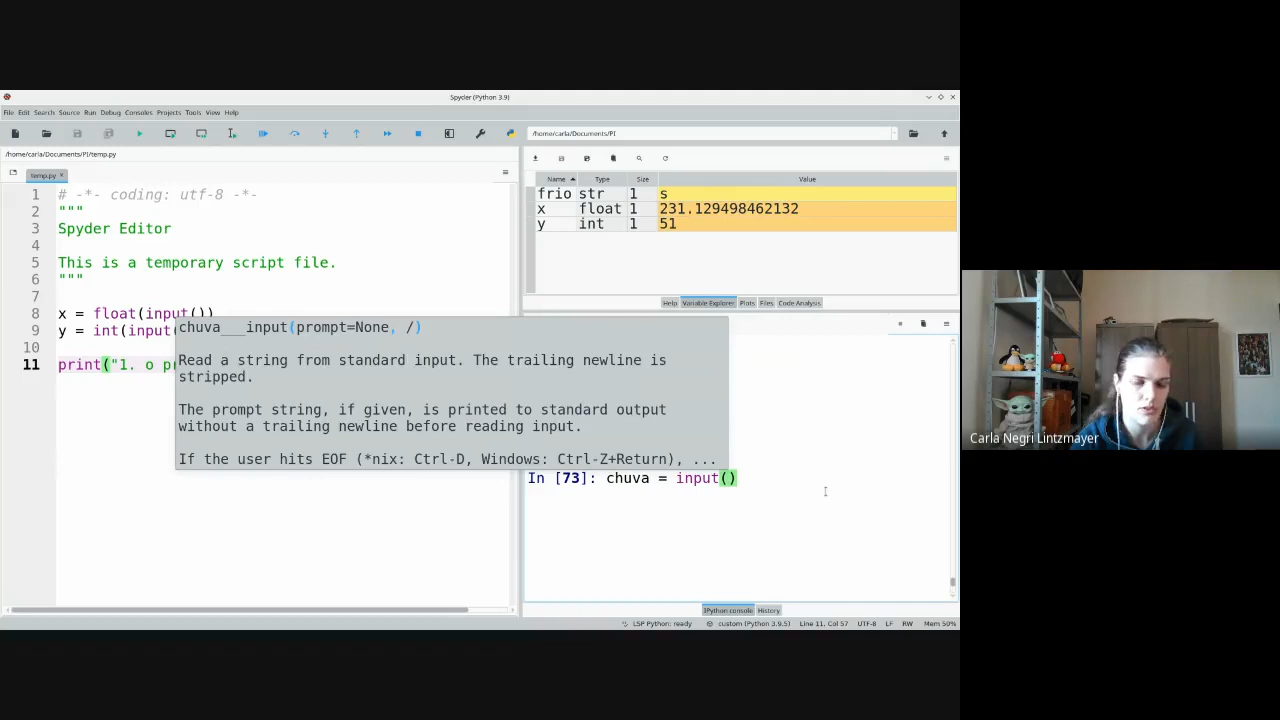 Spyder (Python 3.9)
File Edit Search Source Run Debug Consoles Projects Tools View Help
/home/carla/Documents/PI
/home/carla/Documents/PI/temp.py
temp.py
1 # -*- coding: utf-8 -*-
2 """
3 Spyder Editor
4
5 This is a temporary script file.
6 """
7
8 x = float(input())
9 y = int(input
10
11 print("1. o pr
Name Type Size Value
frio str 1 s
x float 1 231.129498462132
y int 1 51
Help Variable Explorer Plots Files Code Analysis
chuva___input(prompt=None, /)
Read a string from standard input. The trailing newline is
stripped.
The prompt string, if given, is printed to standard output
without a trailing newline before reading input.
If the user hits EOF (*nix: Ctrl-D, Windows: Ctrl-Z+Return), ...
In [73]: chuva = input()
IPython console History
LSP Python: ready custom (Python 3.9.5) Line 11, Col 57 UTF-8 LF RW Mem 50%
Carla Negri Lintzmayer